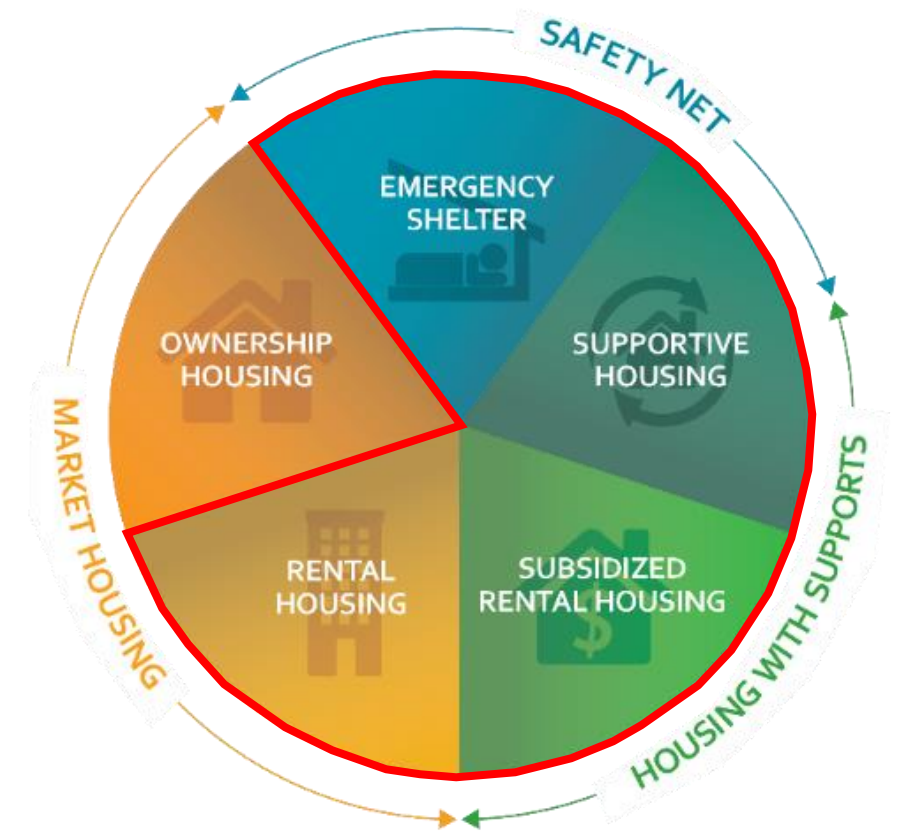 SAFETY NET
EMERGENCY
SHELTER
OWNERSHIP
HOUSING
SUPPORTIVE
HOUSING
MARKET HOUSING
RENTAL
HOUSING
SUBSIDIZED
RENTAL HOUSING
$
HOUSING WITH SUPPORTS